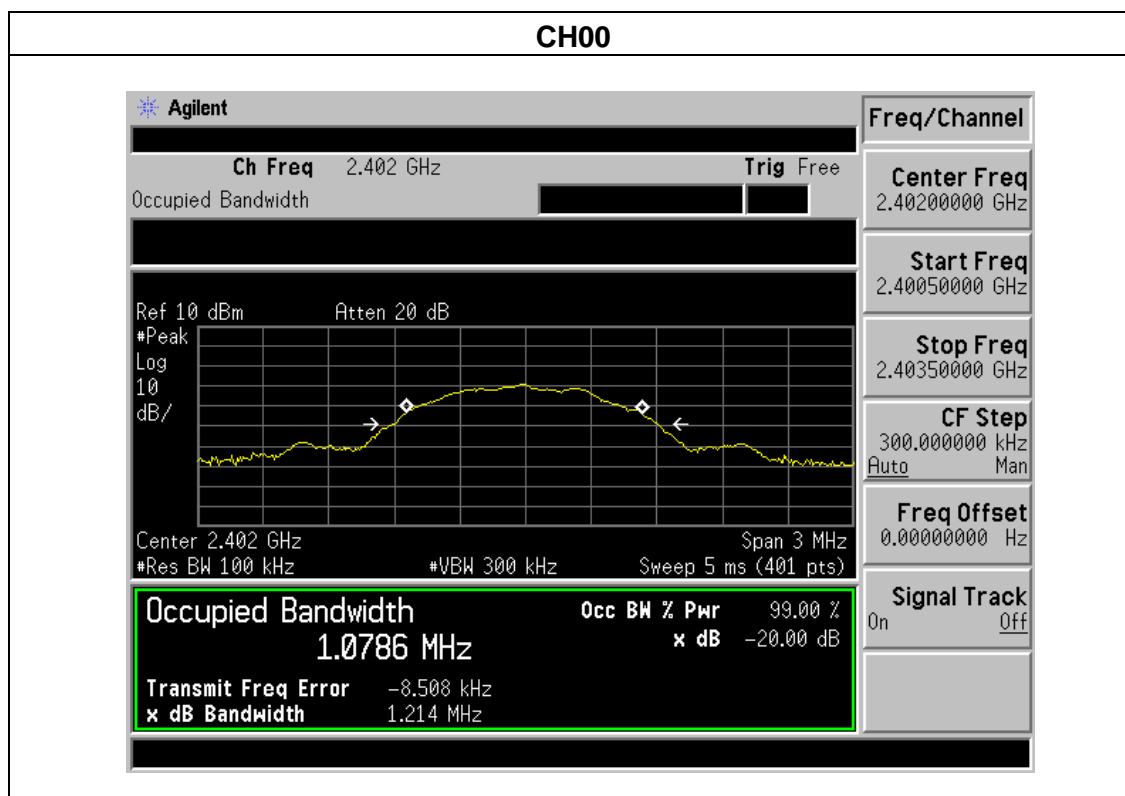 CH00
Agilent
Freq/Channel
Ch Freq 2.402 GHz Trig Free
Occupied Bandwidth
Center Freq
2.40200000 GHz
Start Freq
2.40050000 GHz
Stop Freq
2.40350000 GHz
CF Step
300.000000 kHz
Auto Man
Freq Offset
0.00000000 Hz
Signal Track
On Off
Ref 10 dBm Atten 20 dB
#Peak
Log
10
dB/
Center 2.402 GHz Span 3 MHz
#Res BW 100 kHz #VBW 300 kHz Sweep 5 ms (401 pts)
Occupied Bandwidth Occ BW % Pwr 99.00 %
1.0786 MHz x dB -20.00 dB
Transmit Freq Error -8.508 kHz
x dB Bandwidth 1.214 MHz